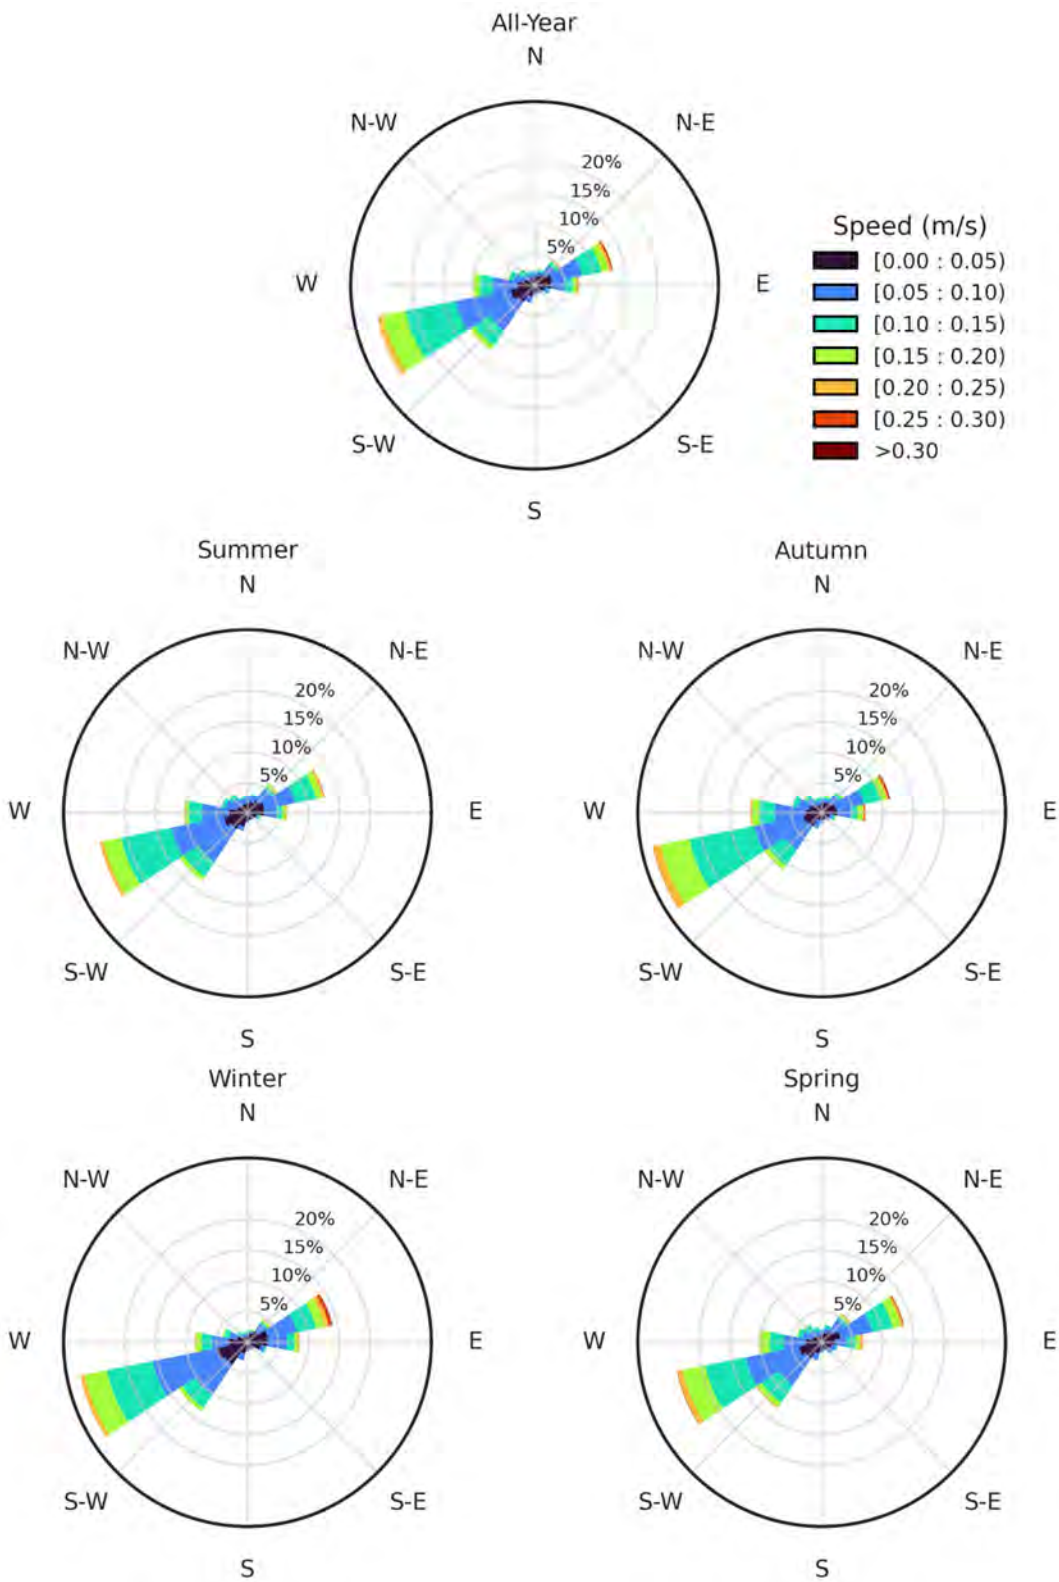 All-Year
N
N-W
N-E
20%
15%
10%
5%
W
E
S-W
S-E
S
Speed (m/s)
[0.00 : 0.05)
[0.05 : 0.10)
[0.10 : 0.15)
[0.15 : 0.20)
[0.20 : 0.25)
[0.25 : 0.30)
>0.30
Summer
N
N-W
N-E
20%
15%
10%
5%
W
E
S-W
S-E
S
Autumn
N
N-W
N-E
20%
15%
10%
5%
W
E
S-W
S-E
S
Winter
N
N-W
N-E
20%
15%
10%
5%
W
E
S-W
S-E
S
Spring
N
N-W
N-E
20%
15%
10%
5%
W
E
S-W
S-E
S